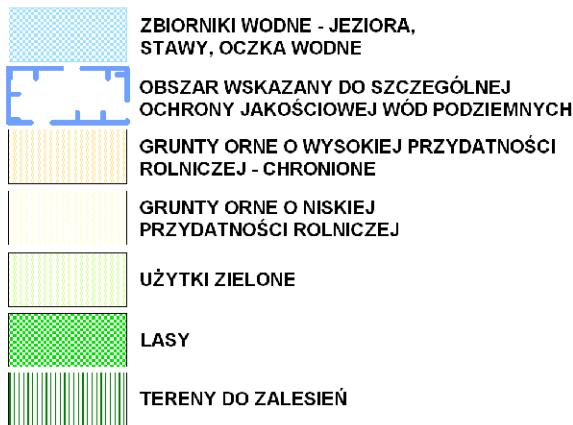 ZBIORNIKI WODNE - JEZIORA,
STAWY, OCZKA WODNE
OBSZAR WSKAZANY DO SZCZEGÓLNEJ
OCHRONY JAKOŚCIOWEJ WÓD PODZIEMNYCH
GRUNTY ORNE O WYSOKIEJ PRZYDATNOŚCI
ROLNICZEJ - CHRONIONE
GRUNTY ORNE O NISKIEJ
PRZYDATNOŚCI ROLNICZEJ
UŻYTKI ZIELONE
LASY
TERENY DO ZALESIEŃ